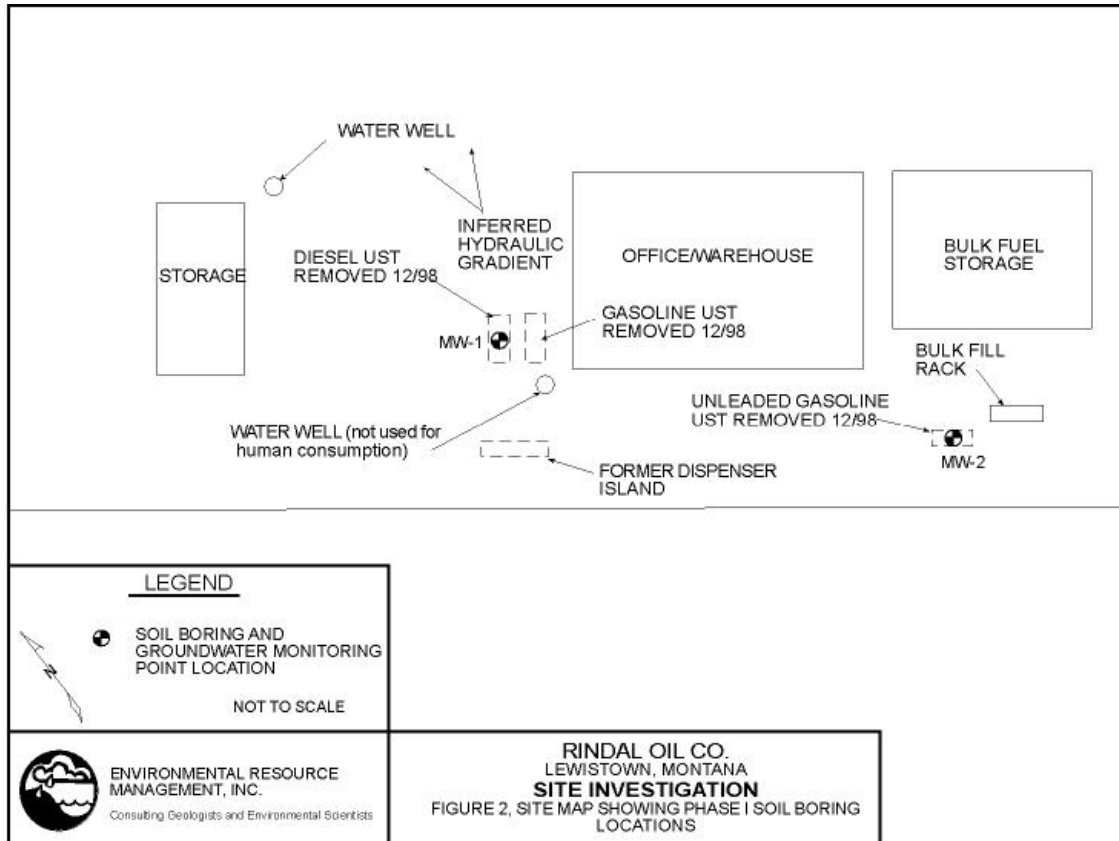 WATER WELL
INFERRED
HYDRAULIC
GRADIENT
DIESEL UST
REMOVED 12/98
STORAGE
OFFICE/WAREHOUSE
BULK FUEL
STORAGE
GASOLINE UST
REMOVED 12/98
MW-1
BULK FILL
RACK
UNLEADED GASOLINE
UST REMOVED 12/98
MW-2
WATER WELL (not used for
human consumption)
FORMER DISPENSER
ISLAND
LEGEND
SOIL BORING AND
GROUNDWATER MONITORING
POINT LOCATION
N
NOT TO SCALE
ENVIRONMENTAL RESOURCE
MANAGEMENT, INC.
Consulting Geologists and Environmental Scientists
RINDAL OIL CO.
LEWISTOWN, MONTANA
SITE INVESTIGATION
FIGURE 2, SITE MAP SHOWING PHASE I SOIL BORING
LOCATIONS